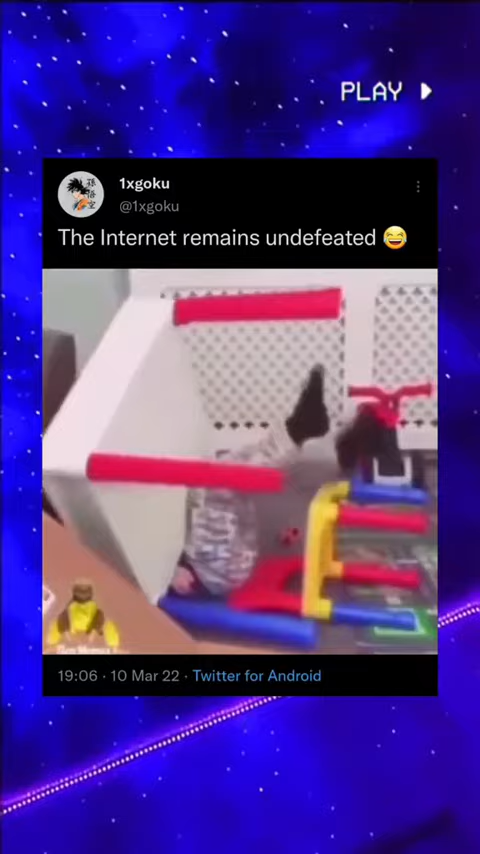 PLAY
1xgoku
@1xgoku
The Internet remains undefeated 😂
19:06 · 10 Mar 22 · Twitter for Android